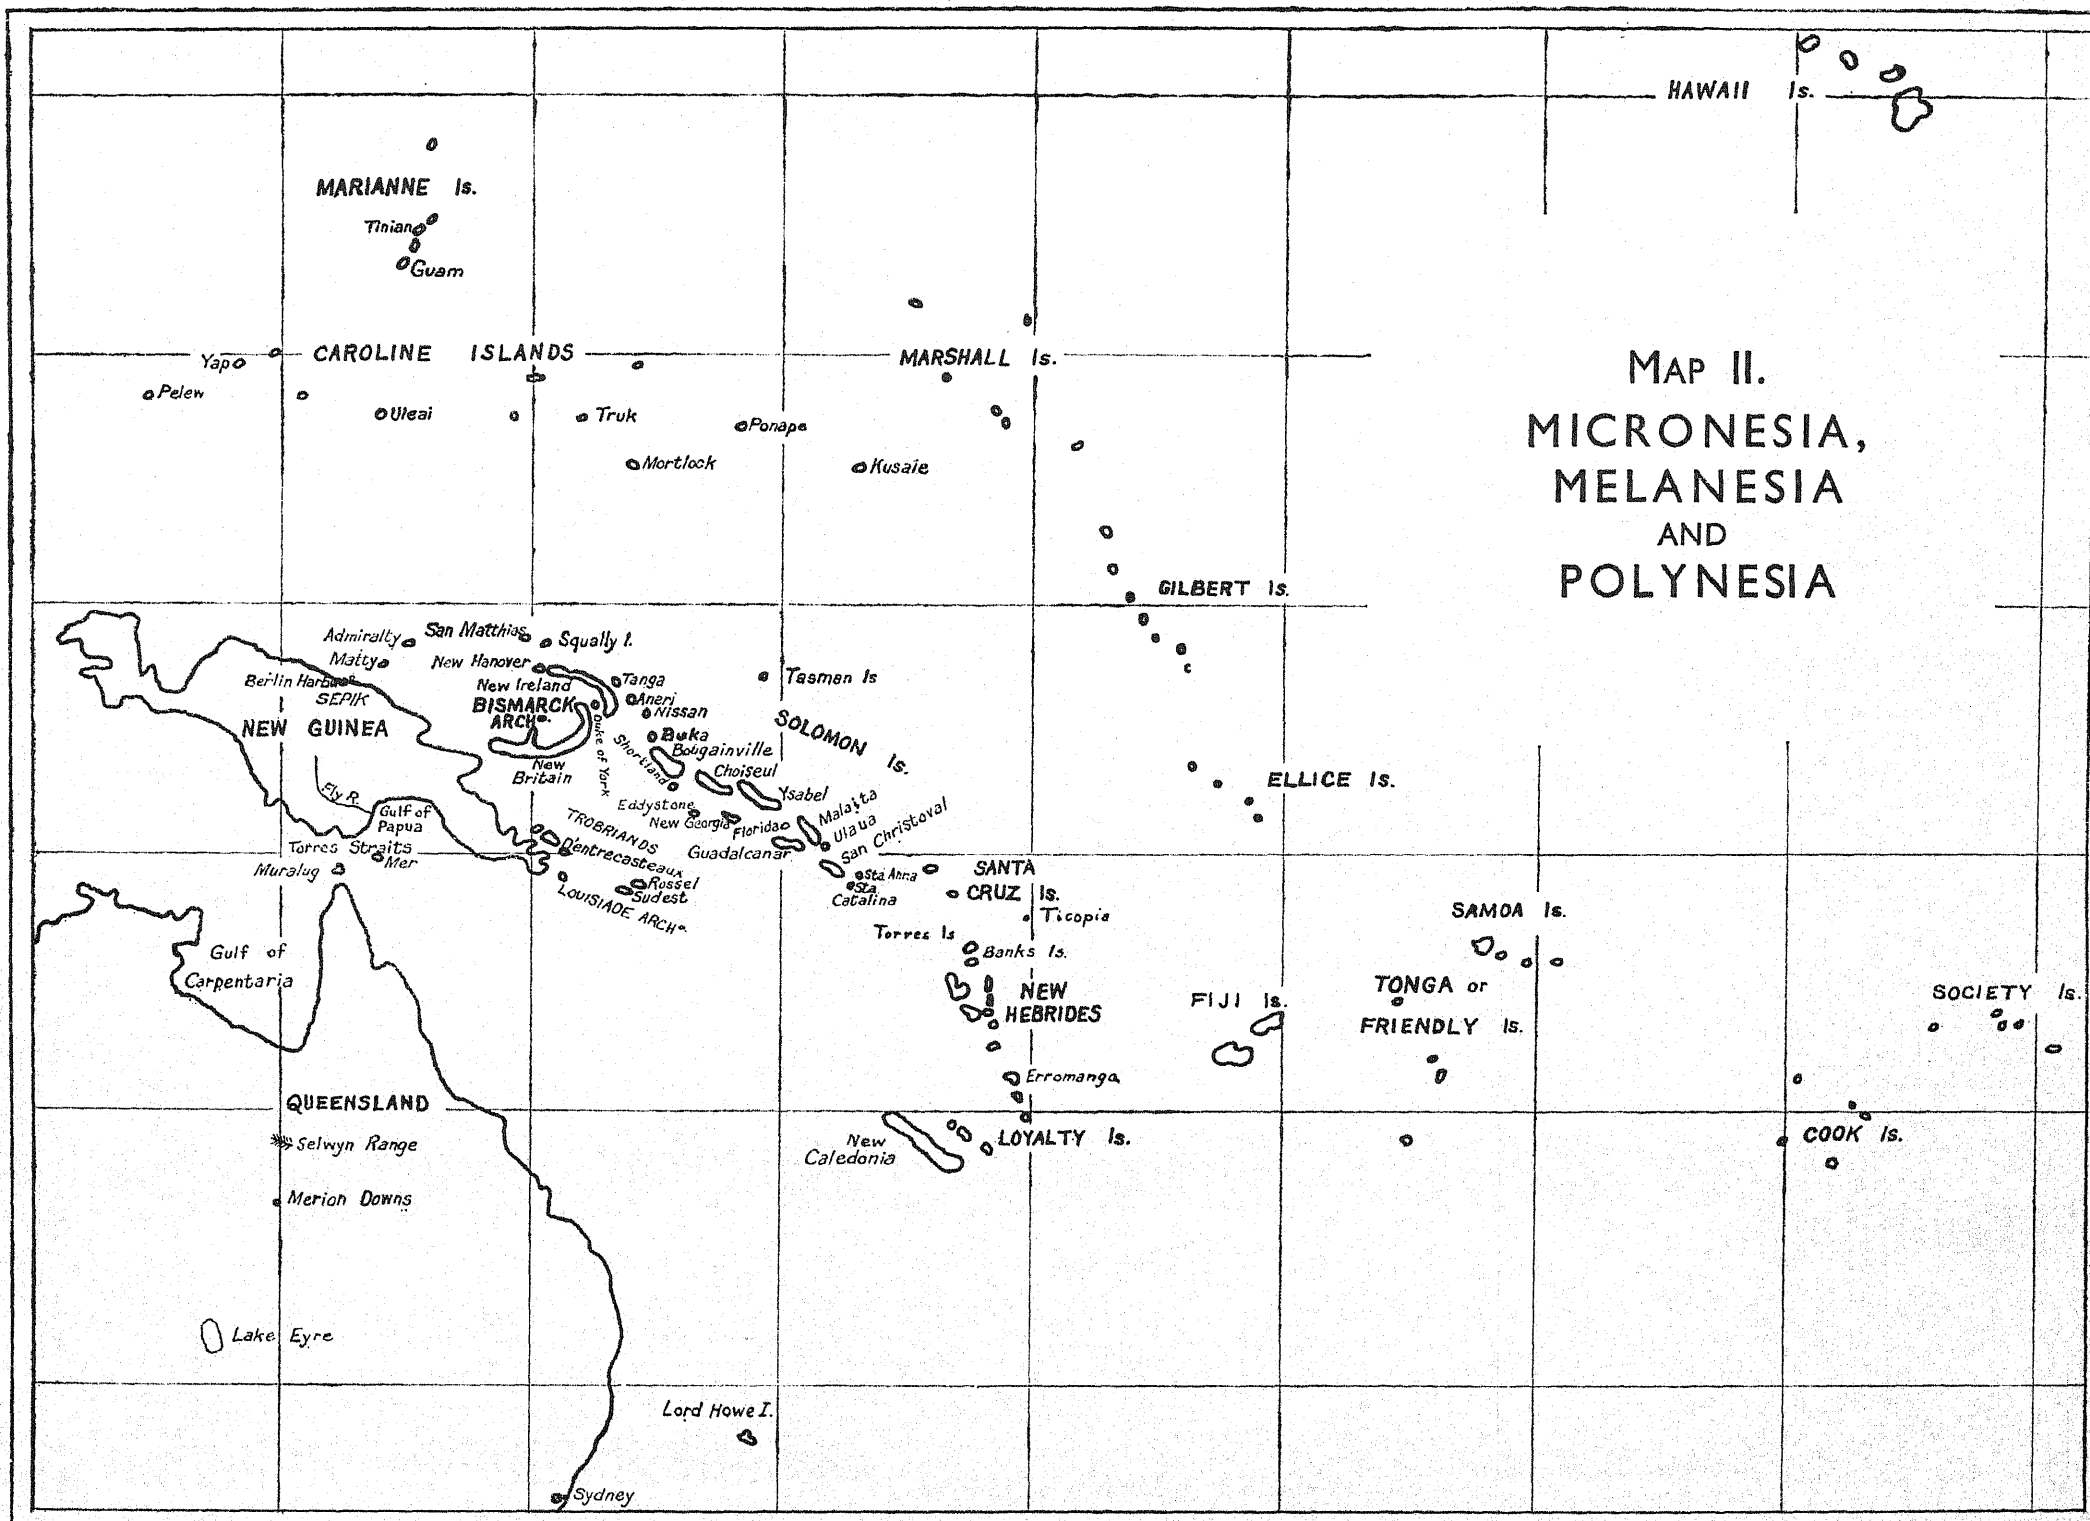 HAWAII Is.
MARIANNE Is.
Tinian
Guam
Yap
CAROLINE ISLANDS
MARSHALL Is.
Pelew
Uleai
Truk
Ponape
Mortlock
Kusaie
MAP II.
MICRONESIA,
MELANESIA
AND
POLYNESIA
GILBERT Is.
Admiralty
San Matthias
Squally I.
Matty
New Hanover
Berlin Harbour
SEPIK
New Ireland
Tanga
Tasman Is
BISMARCK
ARCHº.
Aneri
Nissan
NEW GUINEA
Duke of York
Buka
SOLOMON Is.
Shortland
Bougainville
New
Britain
Choiseul
Ysabel
ELLICE Is.
Fly R.
Gulf of
Papua
Eddystone
New Georgia
Florida
Malaita
Ulaua
San Christoval
TROBRIANDS
Guadalcanar
Torres Straits
Mer
Muralug
D'entrecasteaux
Rossel
Sudest
LOUISIADE ARCHº.
Sta Anna
Sta
Catalina
SANTA
CRUZ Is.
Ticopia
Torres Is
Banks Is.
SAMOA Is.
Gulf of
Carpentaria
NEW
HEBRIDES
FIJI Is.
TONGA or
FRIENDLY Is.
SOCIETY Is.
Erromanga
QUEENSLAND
Selwyn Range
New
Caledonia
LOYALTY Is.
COOK Is.
Merion Downs
Lake Eyre
Lord Howe I.
Sydney